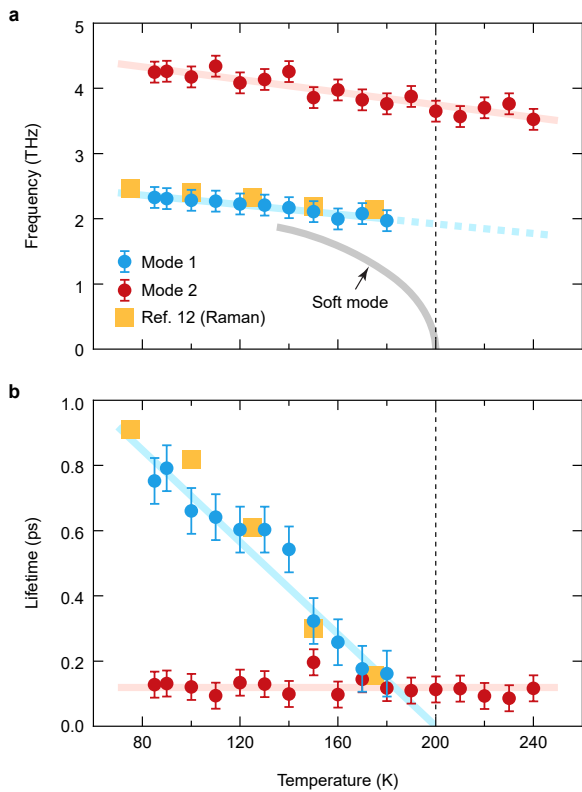 a
5
4
3
2
1
0
Frequency (THz)
Mode 1
Mode 2
Ref. 12 (Raman)
Soft mode
b
1.0
0.8
0.6
0.4
0.2
0.0
Lifetime (ps)
80
120
160
200
240
Temperature (K)